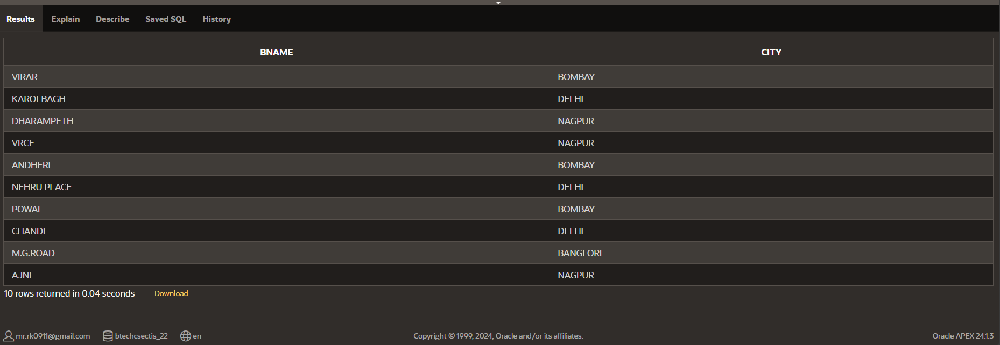 Results Explain Describe Saved SQL History
BNAME CITY
VIRAR BOMBAY
KAROLBAGH DELHI
DHARAMPETH NAGPUR
VRCE NAGPUR
ANDHERI BOMBAY
NEHRU PLACE DELHI
POWAI BOMBAY
CHANDI DELHI
M.G.ROAD BANGLORE
AJNI NAGPUR
10 rows returned in 0.04 seconds Download
mr.rk0911@gmail.com btechcsectis_22 en Copyright © 1999, 2024, Oracle and/or its affiliates. Oracle APEX 24.1.3